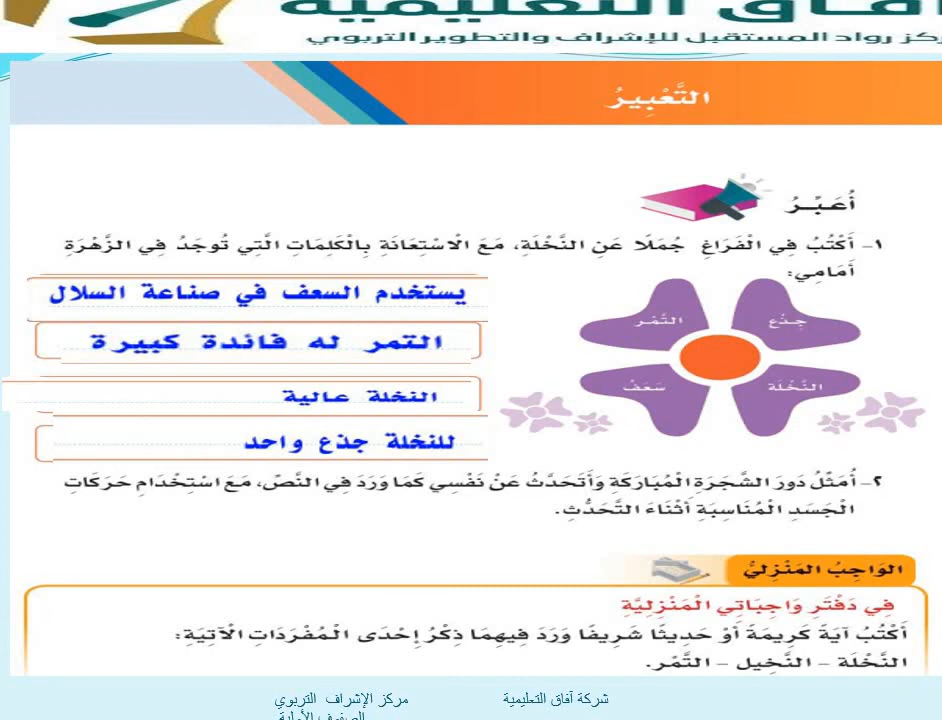 آفاق التعليمية
مركز رواد المستقبل للإشراف والتطوير التربوي
التَّعْبِيرُ
أُعَبِّرُ
١- أَكْتُبُ فِي الْفَرَاغِ جُمَلًا عَنِ النَّخْلَةِ، مَعَ الْاسْتِعَانَةِ بِالْكَلِمَاتِ الَّتِي تُوجَدُ فِي الزَّهْرَةِ
أَمَامِي:
جِذْع
التَّمْر
النَّخْلَة
سَعَفٌ
يستخدم السعف في صناعة السلال
التمر له فائدة كبيرة
النخلة عالية
للنخلة جذع واحد
٢- أُمَثِّلُ دَورَ الشَّجَرَةِ الْمُبَارَكَةِ وَأَتَحَدَّثُ عَنْ نَفْسِي كَمَا وَرَدَ فِي النَّصِّ، مَعَ اسْتِخْدَامِ حَرَكَاتِ
الْجَسَدِ الْمُنَاسِبَةِ أَثْنَاءَ التَّحَدُّثِ.
الوَاجِبُ المَنْزِلِيُّ
فِي دَفْتَرِ وَاجِبَاتِي الْمَنْزِلِيَّةِ
أَكْتُبُ آيَةً كَرِيمَةً أَوْ حَدِيثًا شَرِيفًا وَرَدَ فِيهِمَا ذِكْرُ إِحْدَى الْمُفْرَدَاتِ الْآتِيَةِ:
النَّخْلَة - النَّخِيل - التَّمْر.
شركة آفاق التعليمية
مركز الإشراف التربوي